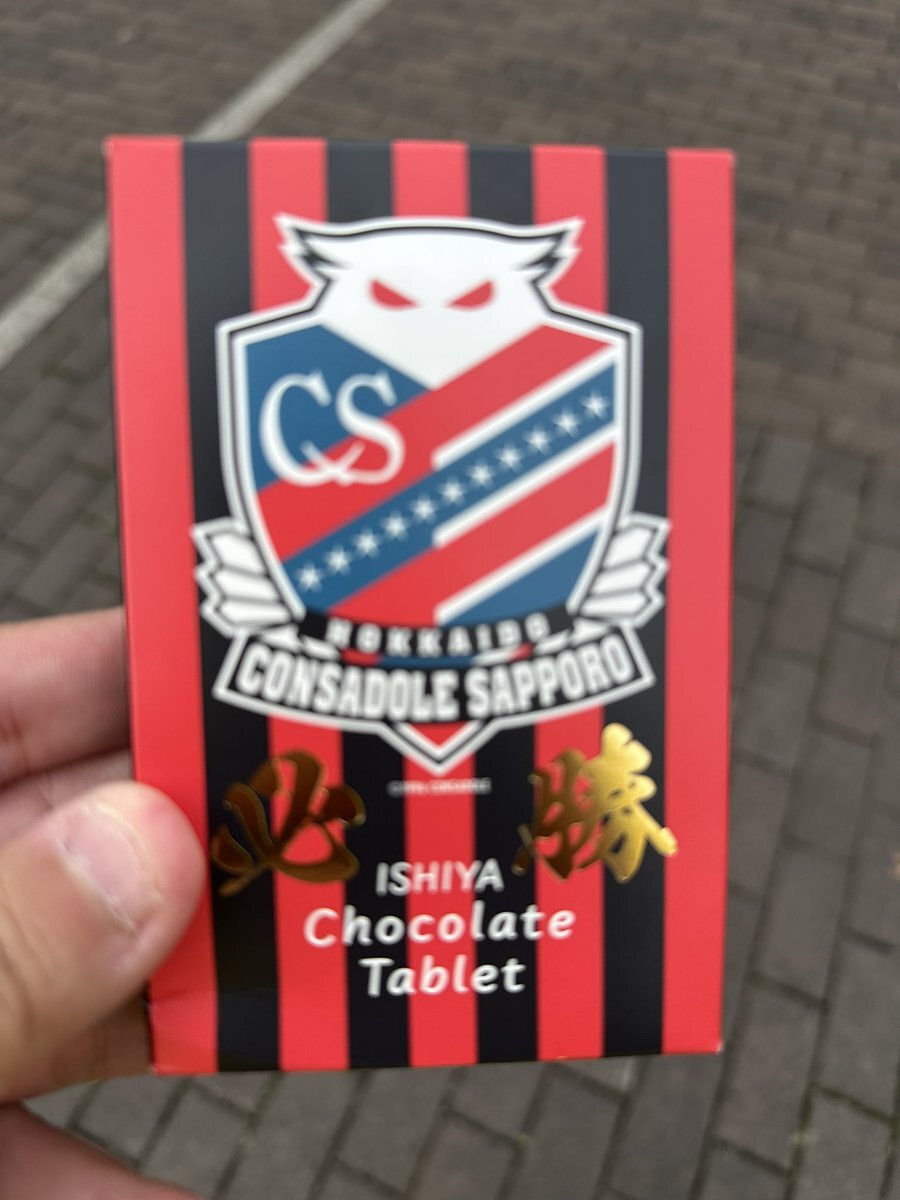 CS
HOKKAIDO
CONSADOLE SAPPORO
必勝
ISHIYA
Chocolate
Tablet